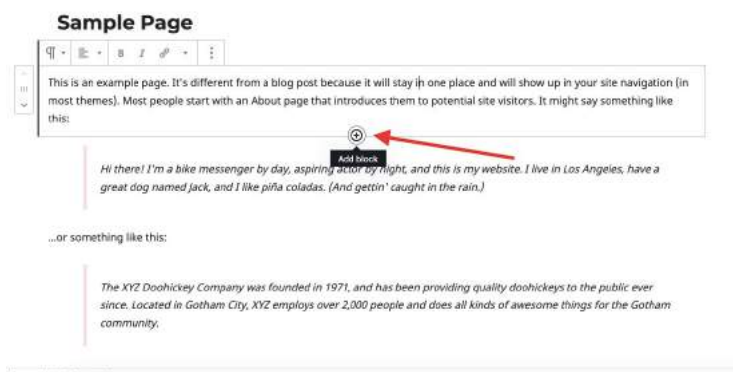 Sample Page
B I
This is an example page. It's different from a blog post because it will stay in one place and will show up in your site navigation (in
most themes). Most people start with an About page that introduces them to potential site visitors. It might say something like
this:
Add block
Hi there! I'm a bike messenger by day, aspiring actor by night, and this is my website. I live in Los Angeles, have a
great dog named Jack, and I like piña coladas. (And gettin' caught in the rain.)
...or something like this:
The XYZ Doohickey Company was founded in 1971, and has been providing quality doohickeys to the public ever
since. Located in Gotham City, XYZ employs over 2,000 people and does all kinds of awesome things for the Gotham
community.